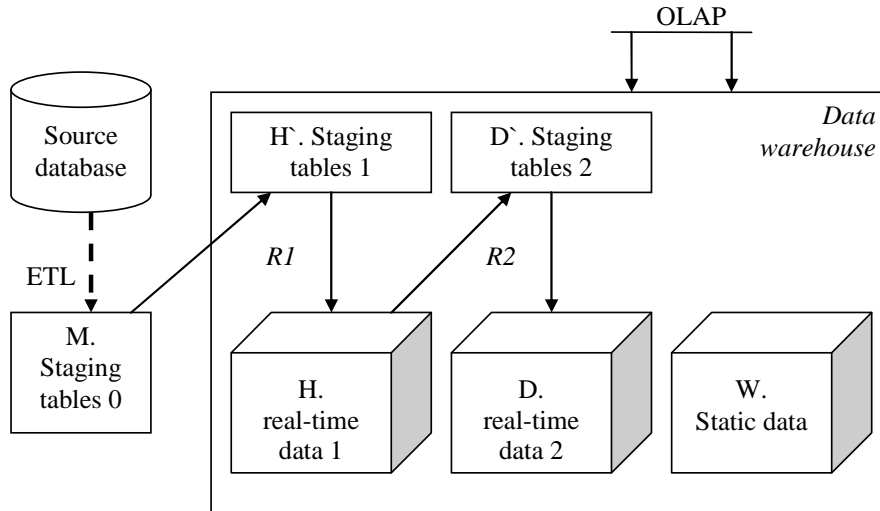 OLAP
Source
database
H`. Staging
tables 1
D`. Staging
tables 2
Data
warehouse
ETL
R1
R2
M.
Staging
tables 0
H.
real-time
data 1
D.
real-time
data 2
W.
Static data